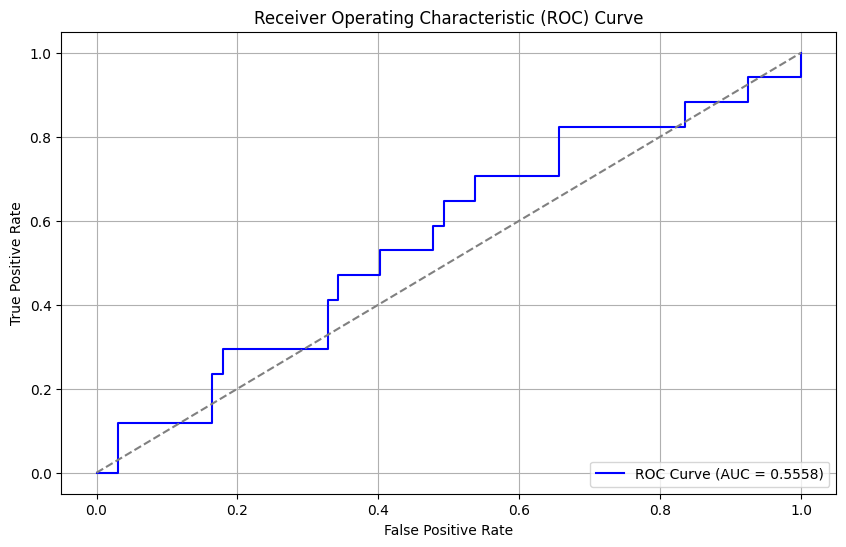 Receiver Operating Characteristic (ROC) Curve
1.0
0.8
0.6
0.4
0.2
0.0
True Positive Rate
ROC Curve (AUC = 0.5558)
0.0 0.2 0.4 0.6 0.8 1.0
False Positive Rate